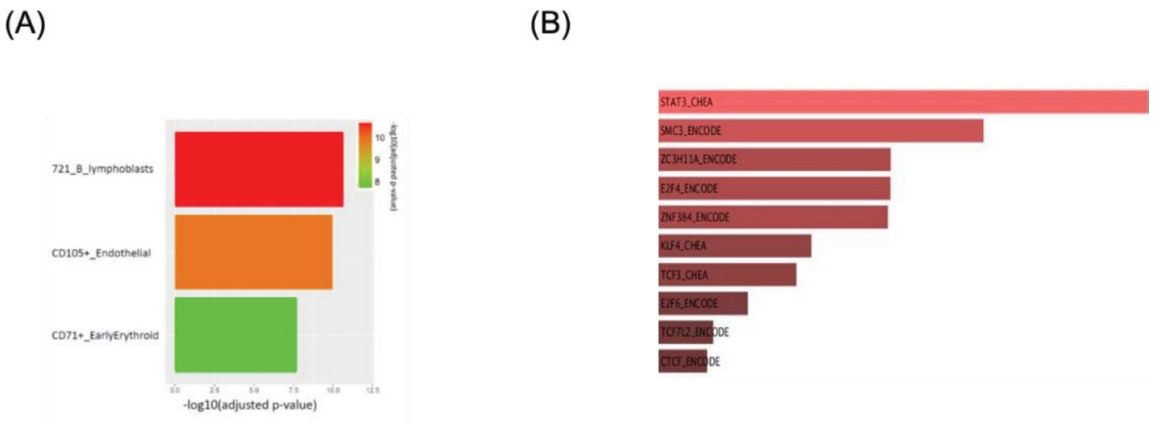 (A)
(B)
721_B_lymphoblasts
CD105+_Endothelial
CD71+_EarlyErythroid
0.0 2.5 5.0 7.5 10.0 12.5
-log10(adjusted p-value)
10
9
8
-log10(adjusted p-value)
STAT3_CHEA
SMC3_ENCODE
ZC3H11A_ENCODE
E2F4_ENCODE
ZNF384_ENCODE
KLF4_CHEA
TCF3_CHEA
E2F6_ENCODE
TCF7L2_ENCODE
CTCF_ENCODE